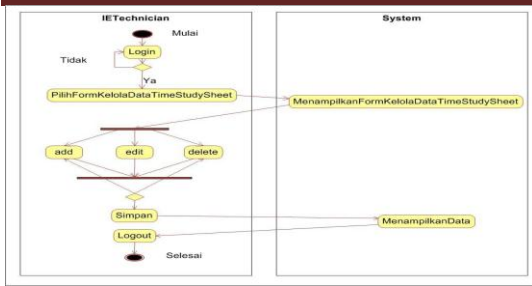 IETechnician
System
Mulai
Login
Tidak
Ya
PilihFormKelolaDataTimeStudySheet
MenampilkanFormKelolaDataTimeStudySheet
add
edit
delete
Simpan
MenampilkanData
Logout
Selesai